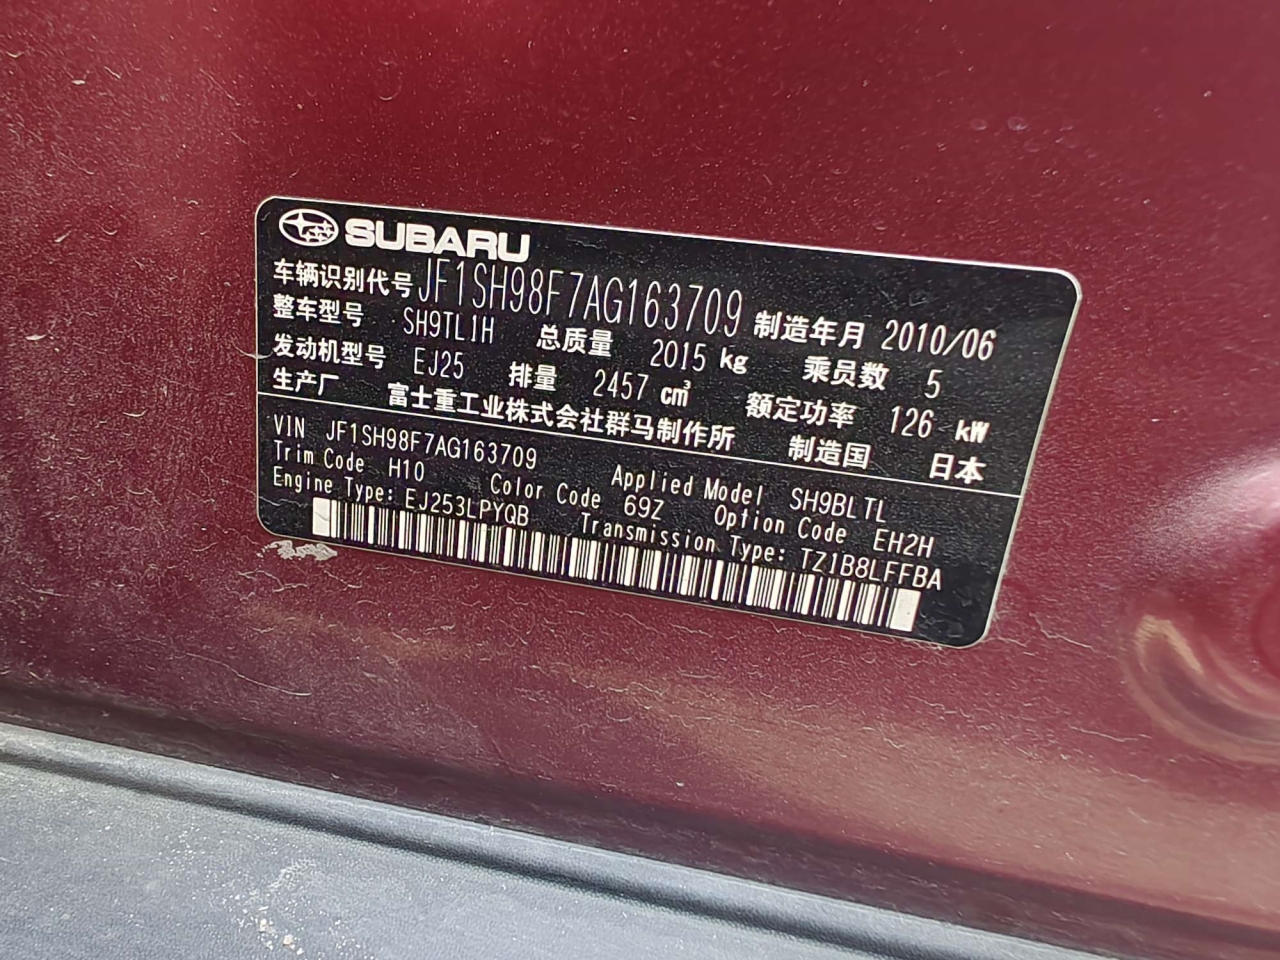 SUBARU
车辆识别代号 JF1SH98F7AG163709 制造年月 2010/06
整车型号 SH9TL1H 总质量 2015 kg 乘员数 5
发动机型号 EJ25 排量 2457 cm³ 额定功率 126 kW
生产厂 富士重工业株式会社群马制作所 制造国 日本
VIN JF1SH98F7AG163709 Applied Model SH9BLTL
Trim Code H10 Color Code 69Z Option Code EH2H
Engine Type: EJ253LPYQB Transmission Type: TZ1B8LFFBA